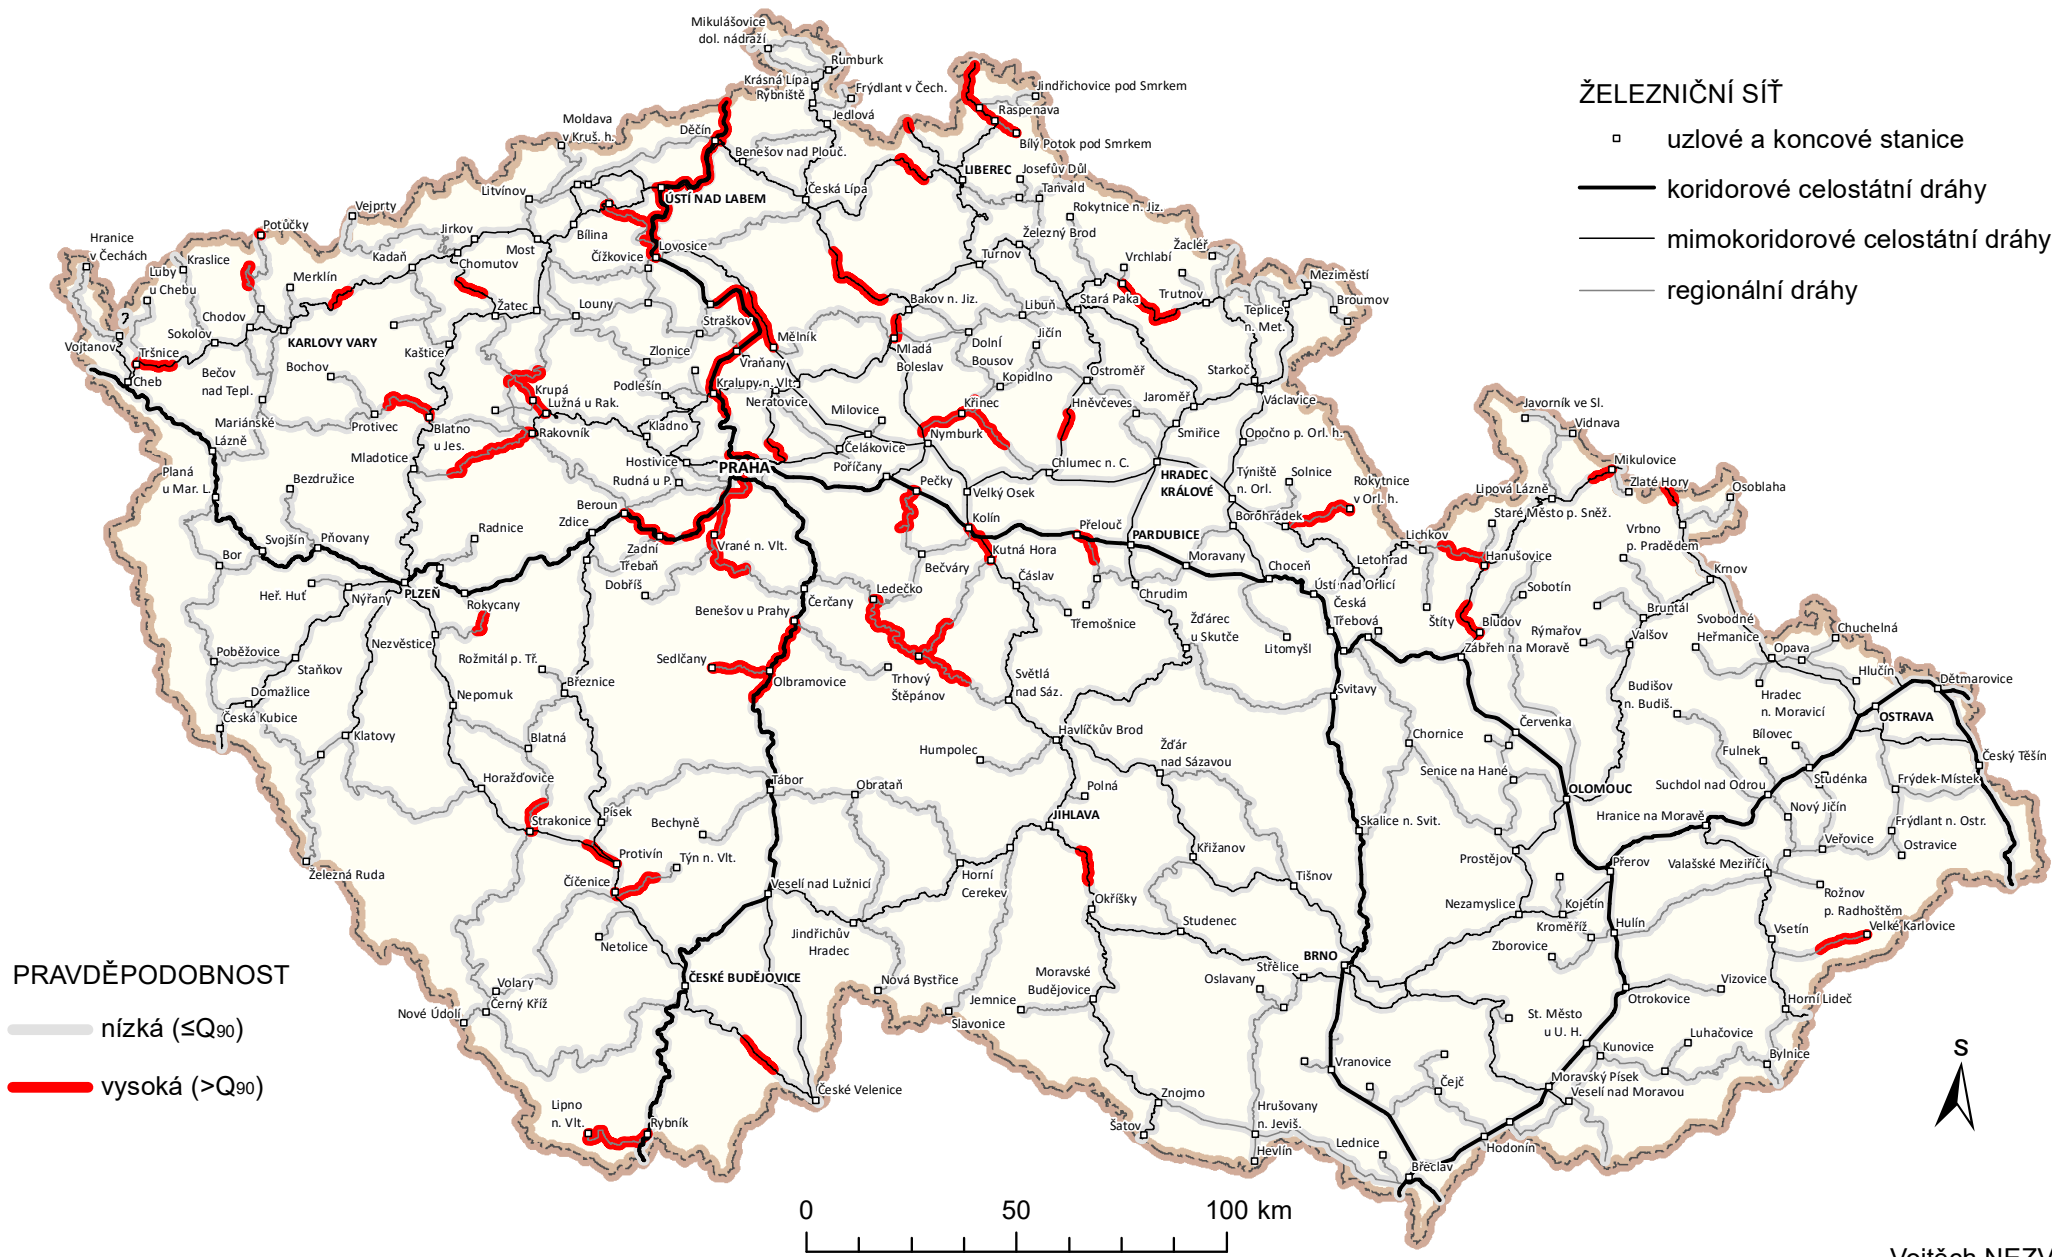 Mikulášovice
dol. nádraží
Rumburk
Krásná Lípa
Rybniště
Frýdlant v Čech.
Jindřichovice pod Smrkem
Raspenava
Jedlová
Moldava
v Kruš. h.
Děčín
Benešov nad Plouč.
Bílý Potok pod Smrkem
LIBEREC
Josefův Důl
Tanvald
Česká Lípa
Litvínov
ÚSTÍ NAD LABEM
Rokytnice n. Jiz.
Vejprty
Potůčky
Jirkov
Most
Bílina
Lovosice
Železný Brod
Hranice
v Čechách
Kraslice
Luby
u Chebu
Kadaň
Chomutov
Čížkovice
Turnov
Vrchlabí
Žacléř
Meziměstí
Broumov
Merklín
Chodov
Sokolov
Žatec
Louny
Straškov
Bakov n. Jiz.
Libuň
Stará Paka
Trutnov
Teplice
n. Met.
Vojtanov
Tršnice
Cheb
KARLOVY VARY
Kaštice
Zlonice
Mělník
Vraňany
Mladá
Boleslav
Dolní
Bousov
Jičín
Bečov
nad Tepl.
Bochov
Krupá
Lužná u Rak.
Podlešín
Kralupy n. Vlt.
Neratovice
Kopidlno
Ostroměř
Starkoč
Václavice
Mariánské
Lázně
Protivec
Blatno
u Jes.
Rakovník
Kladno
Milovice
Křinec
Hněvčeves
Jaroměř
Smiřice
Nymburk
Čelákovice
Opočno p. Orl. h.
Javorník ve Sl.
Vidnava
Planá
u Mar. L.
Mladotice
Hostivice
PRAHA
Poříčany
Rudná u P.
Pečky
Chlumec n. C.
HRADEC
KRÁLOVÉ
Týniště
n. Orl.
Solnice
Rokytnice
v Orl. h.
Mikulovice
Lipová Lázně
Zlaté Hory
Osoblaha
Bezdružice
Beroun
Zdice
Velký Osek
Kolín
Přelouč
PARDUBICE
Borohrádek
Staré Město p. Sněž.
Vrbno
p. Pradědem
Radnice
Zadní
Třebaň
Vrané n. Vlt.
Kutná Hora
Moravany
Letohrad
Lichkov
Hanušovice
Bor
Svojšín
Pňovany
Dobříš
Bečváry
Čáslav
Choceň
Ústí nad Orlicí
Sobotín
Krnov
Heř. Huť
Nýřany
PLZEŇ
Rokycany
Čerčany
Ledečko
Chrudim
Česká
Třebová
Štíty
Bludov
Bruntál
Benešov u Prahy
Třemošnice
Žďárec
u Skutče
Litomyšl
Rýmařov
Valšov
Svobodné
Heřmanice
Chuchelná
Poběžovice
Staňkov
Nezvěstice
Rožmitál p. Tř.
Sedlčany
Olbramovice
Trhový
Štěpánov
Světlá
nad Sáz.
Zábřeh na Moravě
Opava
Hlučín
Dětmarovice
Domažlice
Nepomuk
Březnice
Svitavy
Budišov
n. Budiš.
Hradec
n. Moravicí
OSTRAVA
Česká Kubice
Klatovy
Blatná
Humpolec
Havlíčkův Brod
Žďár
nad Sázavou
Chornice
Červenka
Bílovec
Fulnek
Český Těšín
Horažďovice
Tábor
Obrataň
Polná
Senice na Hané
OLOMOUC
Suchdol nad Odrou
Studénka
Frýdek-Místek
Strakonice
Písek
Bechyně
JIHLAVA
Skalice n. Svit.
Hranice na Moravě
Nový Jičín
Frýdlant n. Ostr.
Protivín
Týn n. Vlt.
Křižanov
Prostějov
Přerov
Valašské Meziříčí
Veřovice
Ostravice
Železná Ruda
Číčenice
Veselí nad Lužnicí
Horní
Cerekev
Okříšky
Tišnov
Rožnov
p. Radhoštěm
Netolice
Jindřichův
Hradec
Studenec
Nezamyslice
Kojetín
Kroměříž
Hulín
Vsetín
Velké Karlovice
Zborovice
BRNO
Volary
Černý Kříž
Nové Údolí
ČESKÉ BUDĚJOVICE
Nová Bystřice
Jemnice
Slavonice
Moravské
Budějovice
Střelice
Oslavany
Otrokovice
Vizovice
Horní Lideč
St. Město
u U. H.
Luhačovice
Kunovice
Bylnice
České Velenice
Vranovice
Čejč
Moravský Písek
Veselí nad Moravou
Lipno
n. Vlt.
Rybník
Znojmo
Šatov
Hrušovany
n. Jeviš.
Hevlín
Lednice
Hodonín
Břeclav
ŽELEZNIČNÍ SÍŤ
uzlové a koncové stanice
koridorové celostátní dráhy
mimokoridorové celostátní dráhy
regionální dráhy
PRAVDĚPODOBNOST
nízká (≤Q90)
vysoká (>Q90)
S
0 50 100 km